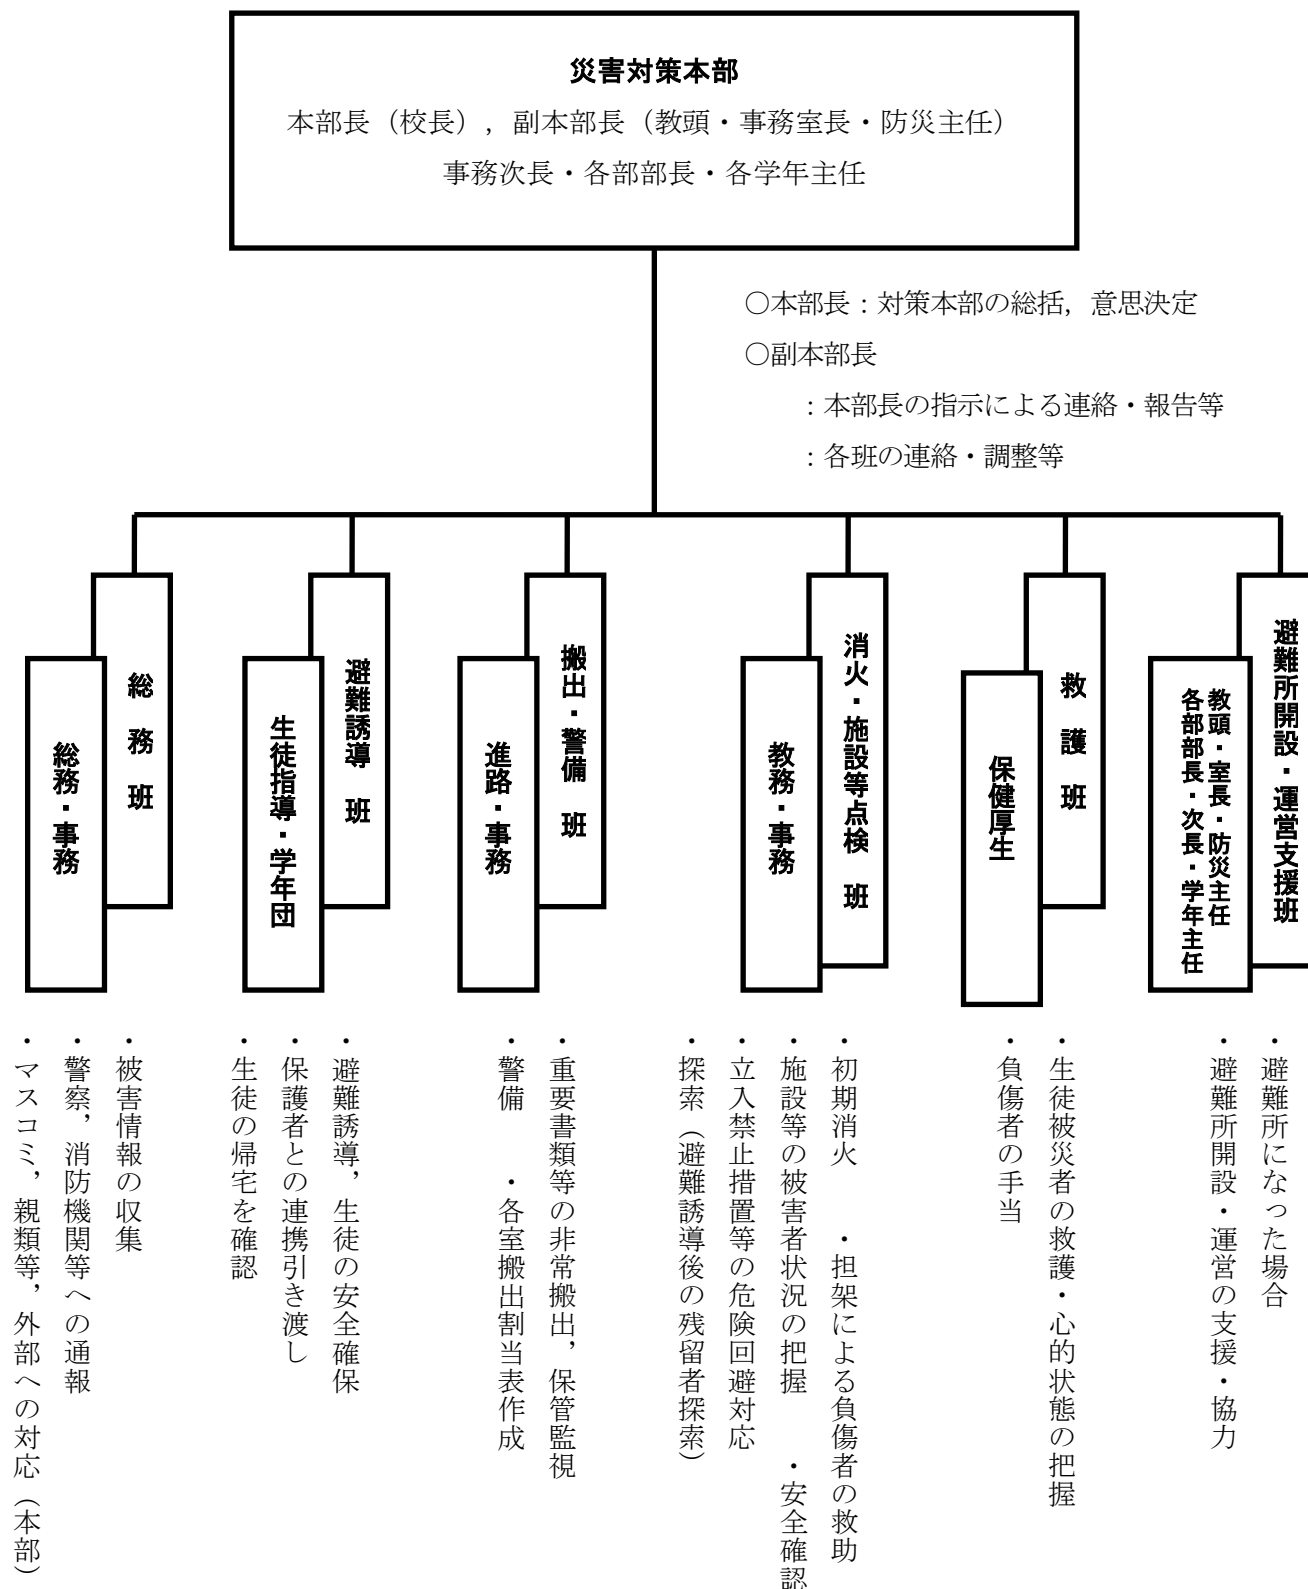 災害対策本部
本部長（校長），副本部長（教頭・事務室長・防災主任）
事務次長・各部部長・各学年主任
○本部長：対策本部の総括，意思決定
○副本部長
：本部長の指示による連絡・報告等
：各班の連絡・調整等
総務班
総務・事務
・被害情報の収集
・警察，消防機関等への通報
・マスコミ，親類等，外部への対応（本部）
避難誘導 班
生徒指導・学年団
・避難誘導，生徒の安全確保
・保護者との連携引き渡し
・生徒の帰宅を確認
搬出・警備 班
進路・事務
・重要書類等の非常搬出，保管監視
・警備 ・各室搬出割当表作成
消火・施設等点検 班
教務・事務
・初期消火 ・担架による負傷者の救助
・施設等の被害者状況の把握 ・安全確認
・立入禁止措置等の危険回避対応
・探索（避難誘導後の残留者探索）
救護班
保健厚生
・生徒被災者の救護・心的状態の把握
・負傷者の手当
避難所開設・運営支援班
教頭・室長・防災主任
各部部長・次長・学年主任
・避難所になった場合
・避難所開設・運営の支援・協力